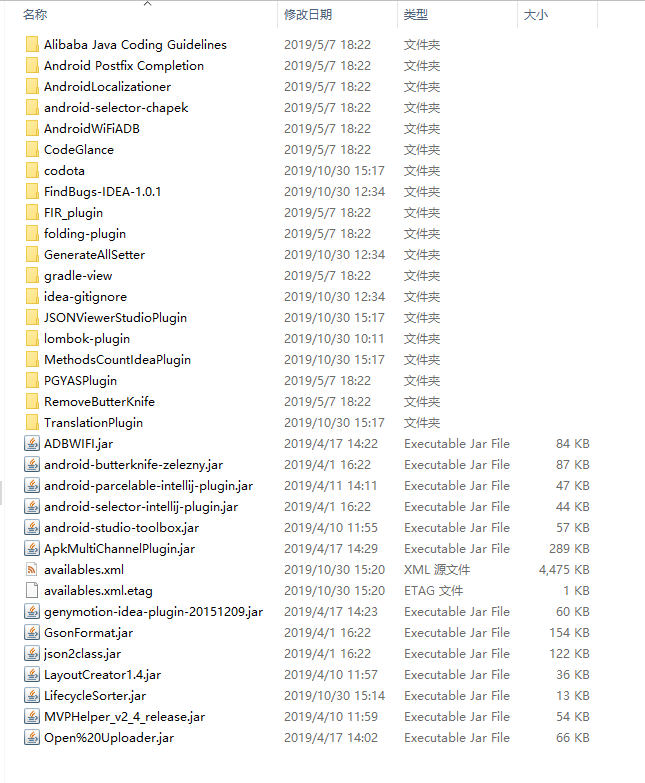 名称 修改日期 类型 大小
Alibaba Java Coding Guidelines 2019/5/7 18:22 文件夹
Android Postfix Completion 2019/5/7 18:22 文件夹
AndroidLocalizationer 2019/5/7 18:22 文件夹
android-selector-chapek 2019/5/7 18:22 文件夹
AndroidWiFiADB 2019/5/7 18:22 文件夹
CodeGlance 2019/5/7 18:22 文件夹
codota 2019/10/30 15:17 文件夹
FindBugs-IDEA-1.0.1 2019/10/30 12:34 文件夹
FIR_plugin 2019/5/7 18:22 文件夹
folding-plugin 2019/5/7 18:22 文件夹
GenerateAllSetter 2019/10/30 12:34 文件夹
gradle-view 2019/5/7 18:22 文件夹
idea-gitignore 2019/10/30 12:34 文件夹
JSONViewerStudioPlugin 2019/10/30 15:17 文件夹
lombok-plugin 2019/10/30 10:11 文件夹
MethodsCountIdeaPlugin 2019/10/30 15:17 文件夹
PGYASPlugin 2019/5/7 18:22 文件夹
RemoveButterKnife 2019/5/7 18:22 文件夹
TranslationPlugin 2019/10/30 15:17 文件夹
ADBWIFI.jar 2019/4/17 14:22 Executable Jar File 84 KB
android-butterknife-zelezny.jar 2019/4/1 16:22 Executable Jar File 87 KB
android-parcelable-intellij-plugin.jar 2019/4/11 14:11 Executable Jar File 47 KB
android-selector-intellij-plugin.jar 2019/4/1 16:22 Executable Jar File 44 KB
android-studio-toolbox.jar 2019/4/10 11:55 Executable Jar File 57 KB
ApkMultiChannelPlugin.jar 2019/4/17 14:29 Executable Jar File 289 KB
availables.xml 2019/10/30 15:20 XML 源文件 4,475 KB
availables.xml.etag 2019/10/30 15:20 ETAG 文件 1 KB
genymotion-idea-plugin-20151209.jar 2019/4/17 14:23 Executable Jar File 60 KB
GsonFormat.jar 2019/4/1 16:22 Executable Jar File 154 KB
json2class.jar 2019/4/1 16:22 Executable Jar File 122 KB
LayoutCreator1.4.jar 2019/4/10 11:57 Executable Jar File 36 KB
LifecycleSorter.jar 2019/10/30 15:14 Executable Jar File 13 KB
MVPHelper_v2_4_release.jar 2019/4/10 11:59 Executable Jar File 54 KB
Open%20Uploader.jar 2019/4/17 14:02 Executable Jar File 66 KB